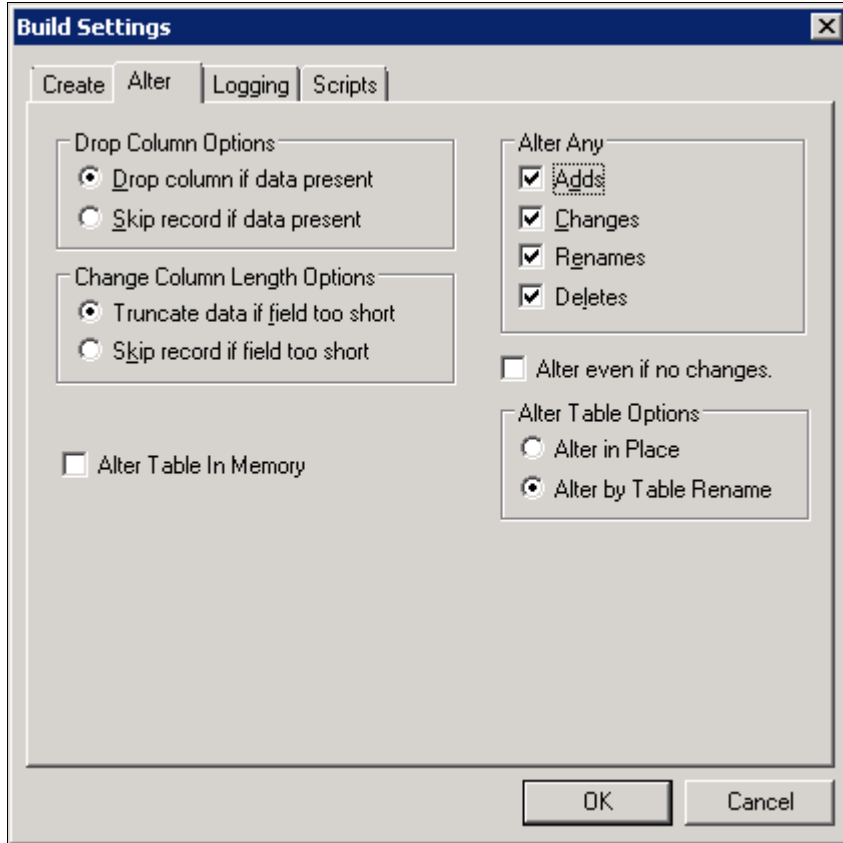 Build Settings
Create
Alter
Logging
Scripts
Drop Column Options
Drop column if data present
Skip record if data present
Change Column Length Options
Truncate data if field too short
Skip record if field too short
Alter Table In Memory
Alter Any
Adds
Changes
Renames
Deletes
Alter even if no changes.
Alter Table Options
Alter in Place
Alter by Table Rename
OK
Cancel